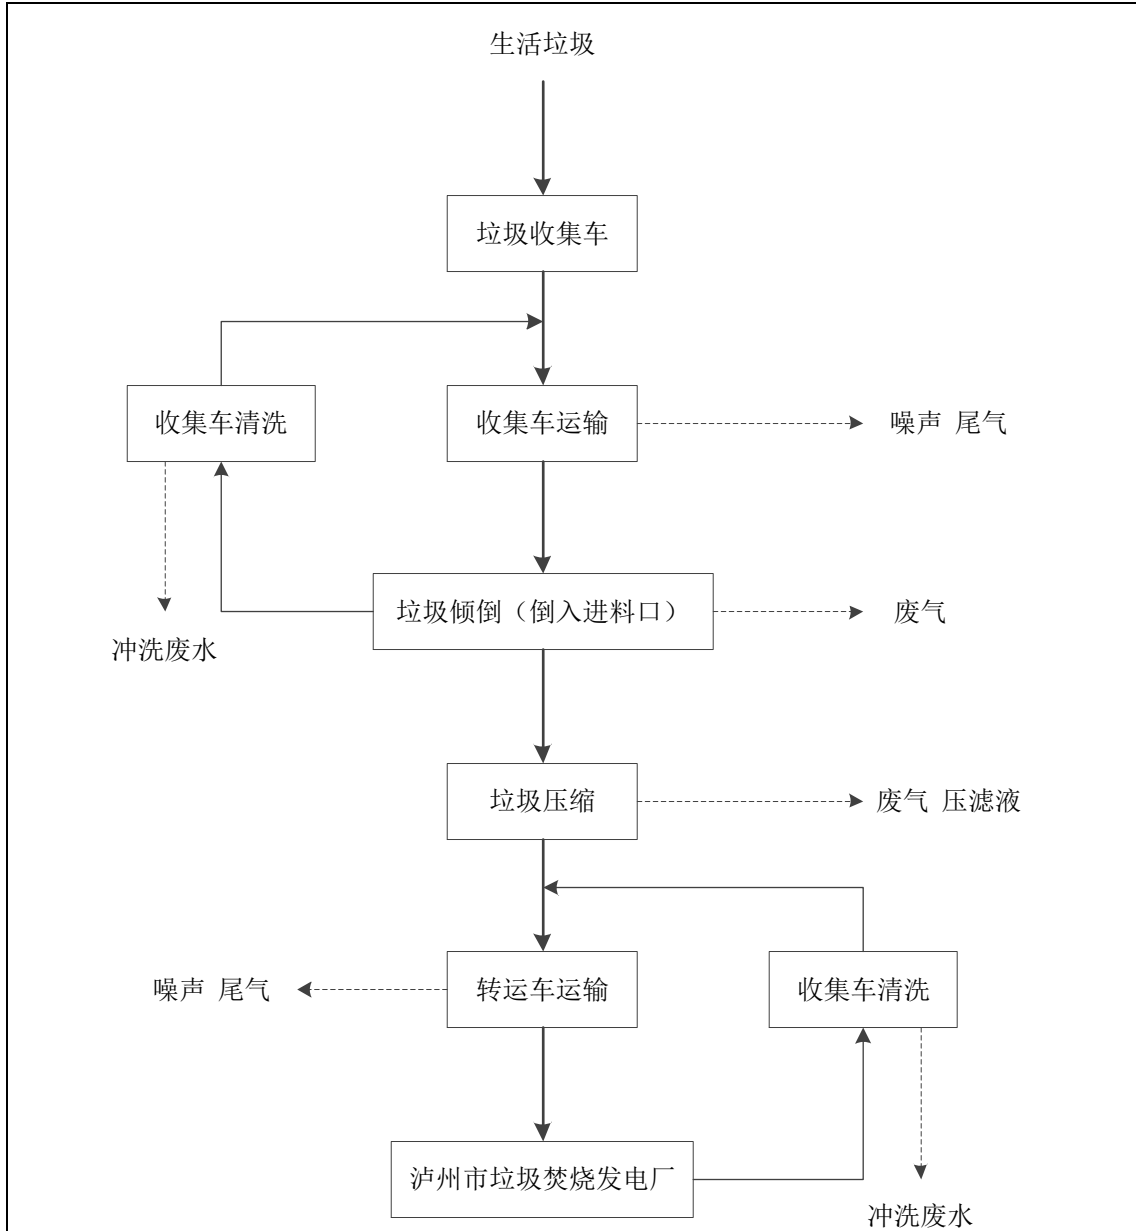 生活垃圾
垃圾收集车
收集车清洗
收集车运输
噪声 尾气
垃圾倾倒（倒入进料口）
废气
冲洗废水
垃圾压缩
废气 压滤液
噪声 尾气
转运车运输
收集车清洗
泸州市垃圾焚烧发电厂
冲洗废水